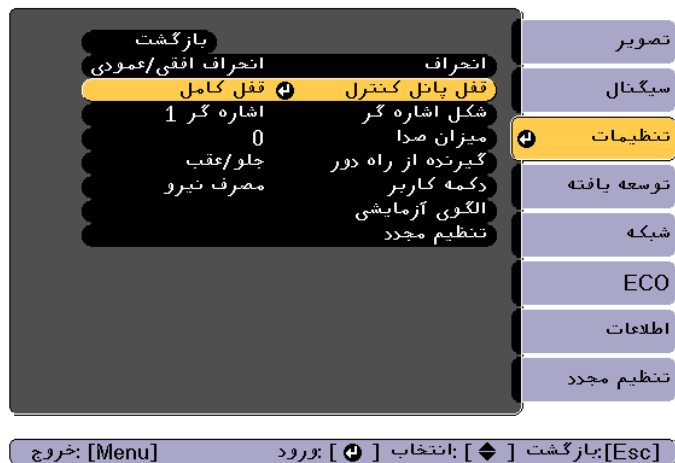 بازگشت
انحراف انحراف افقی/عمودی
قفل پانل کنترل قفل کامل
شکل اشاره گر اشاره گر 1
میزان صدا 0
گیرنده از راه دور جلو/عقب
دکمه کاربر مصرف نیرو
الگوی آزمایشی
تنظیم مجدد
تصویر
سیگنال
تنظیمات
توسعه یافته
شبکه
ECO
اطلاعات
تنظیم مجدد
[Esc]:بازگشت [ ] :انتخاب [ ] :ورود [Menu] :خروج